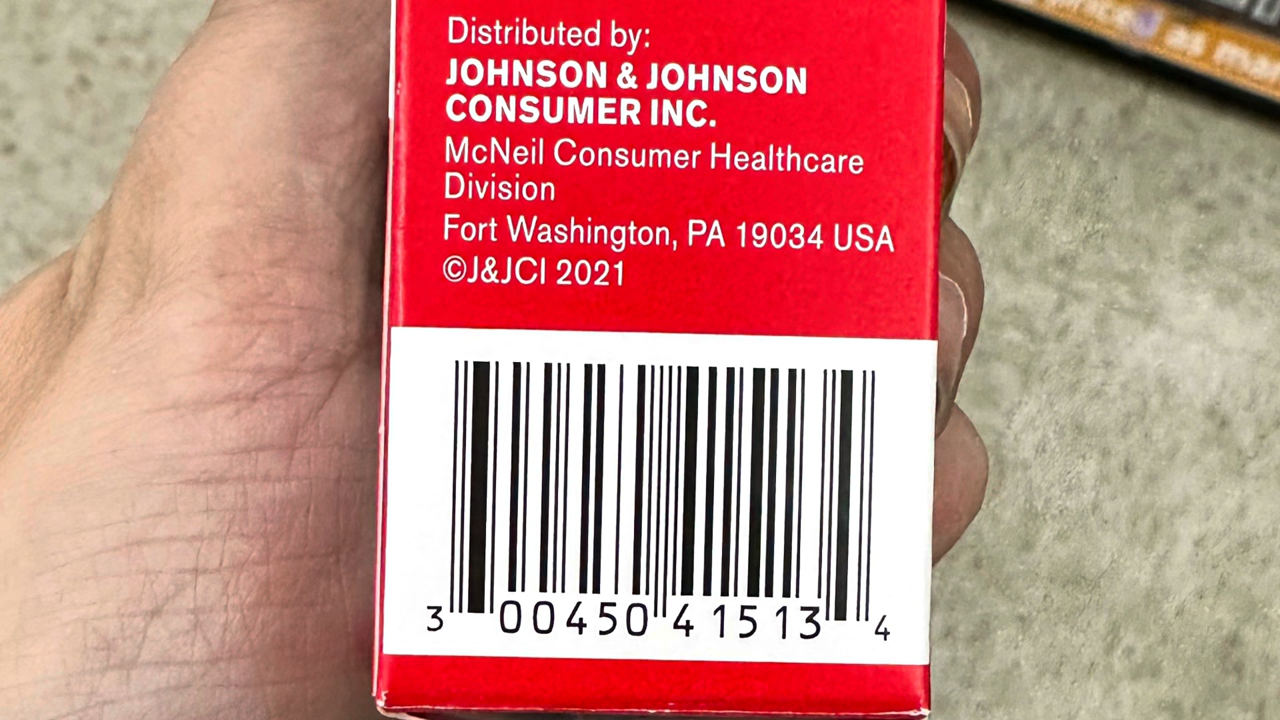 Distributed by:
JOHNSON & JOHNSON
CONSUMER INC.
McNeil Consumer Healthcare
Division
Fort Washington, PA 19034 USA
©J&JCI 2021
3 00450 41513 4
as